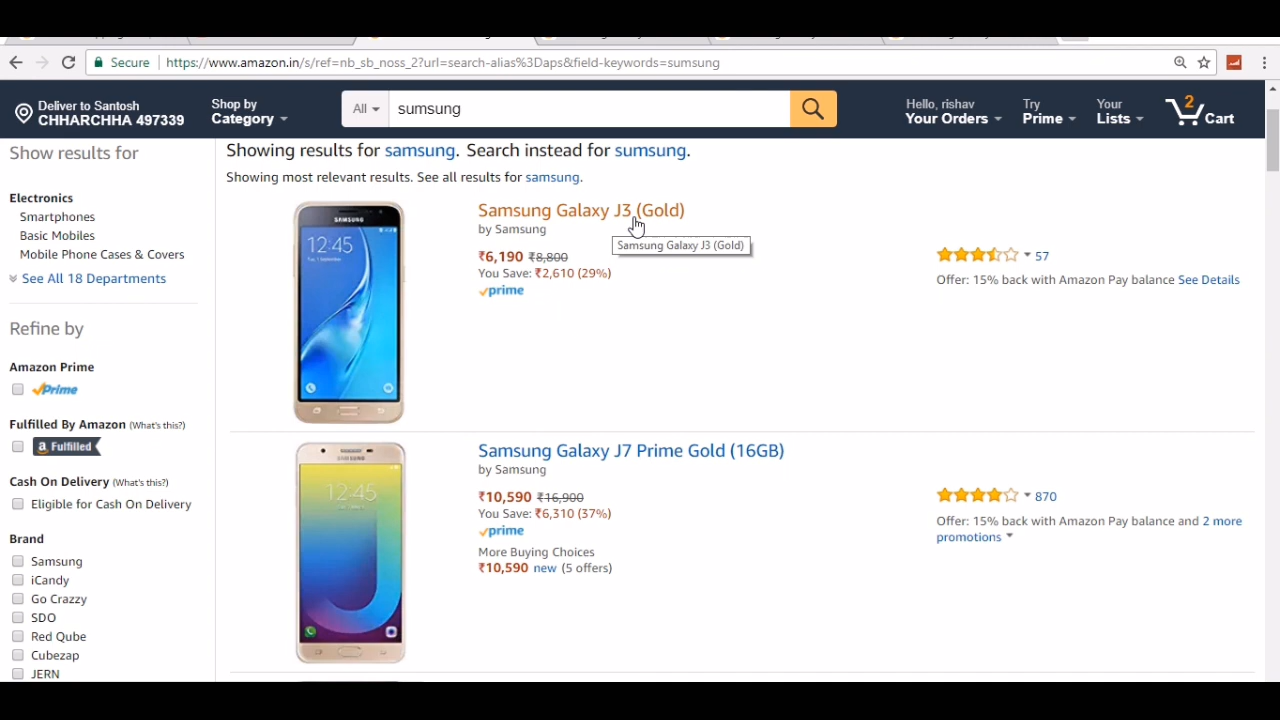 Secure https://www.amazon.in/s/ref=nb_sb_noss_2?url=search-alias%3Daps&field-keywords=sumsung
Deliver to Santosh
CHHARCHHA 497339
Shop by
Category
All
sumsung
Hello, rishav
Your Orders
Try
Prime
Your
Lists
2
Cart
Show results for
Electronics
Smartphones
Basic Mobiles
Mobile Phone Cases & Covers
See All 18 Departments
Refine by
Amazon Prime
Prime
Fulfilled By Amazon (What's this?)
a Fulfilled
Cash On Delivery (What's this?)
Eligible for Cash On Delivery
Brand
Samsung
iCandy
Go Crazzy
SDO
Red Qube
Cubezap
JERN
Showing results for samsung. Search instead for sumsung.
Showing most relevant results. See all results for samsung.
SAMSUNG
12:45
Samsung Galaxy J3 (Gold)
by Samsung
Samsung Galaxy J3 (Gold)
₹6,190 ₹8,800
You Save: ₹2,610 (29%)
prime
57
Offer: 15% back with Amazon Pay balance See Details
SAMSUNG
12:45
Samsung Galaxy J7 Prime Gold (16GB)
by Samsung
₹10,590 ₹16,900
You Save: ₹6,310 (37%)
prime
More Buying Choices
₹10,590 new (5 offers)
870
Offer: 15% back with Amazon Pay balance and 2 more
promotions